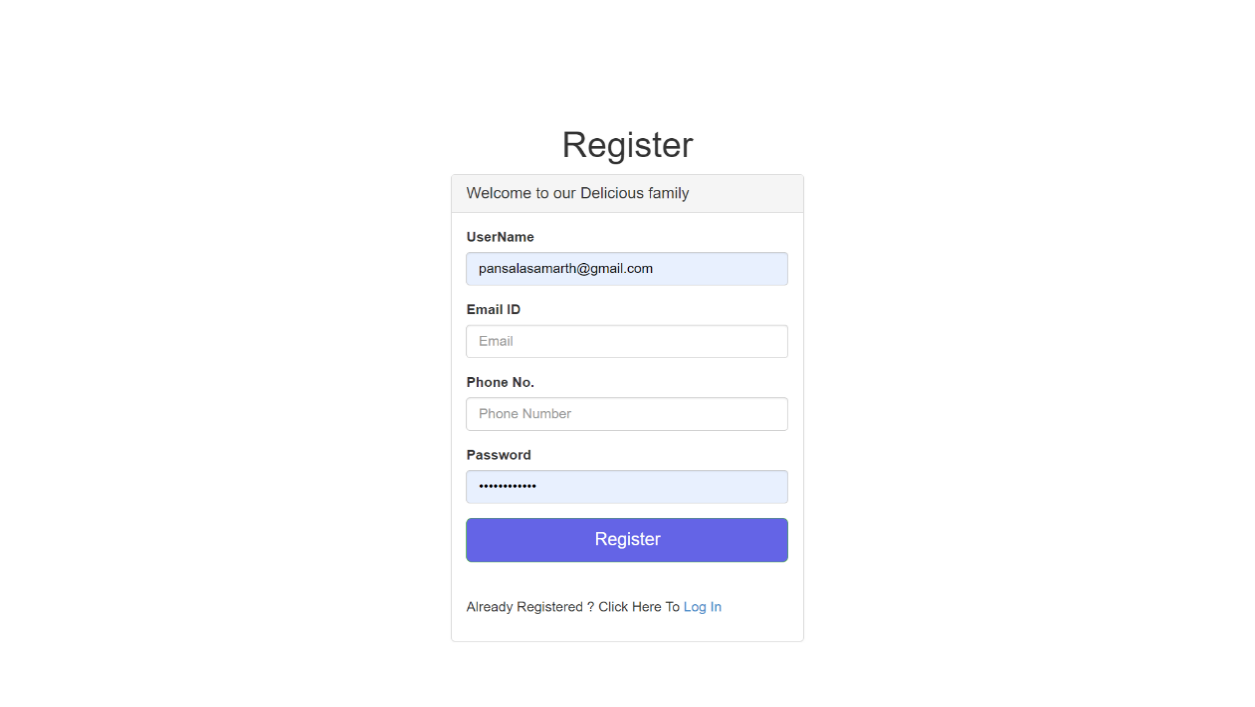 Register
Welcome to our Delicious family
UserName
pansalasamarth@gmail.com
Email ID
Email
Phone No.
Phone Number
Password
••••••••••••
Register
Already Registered ? Click Here To Log In